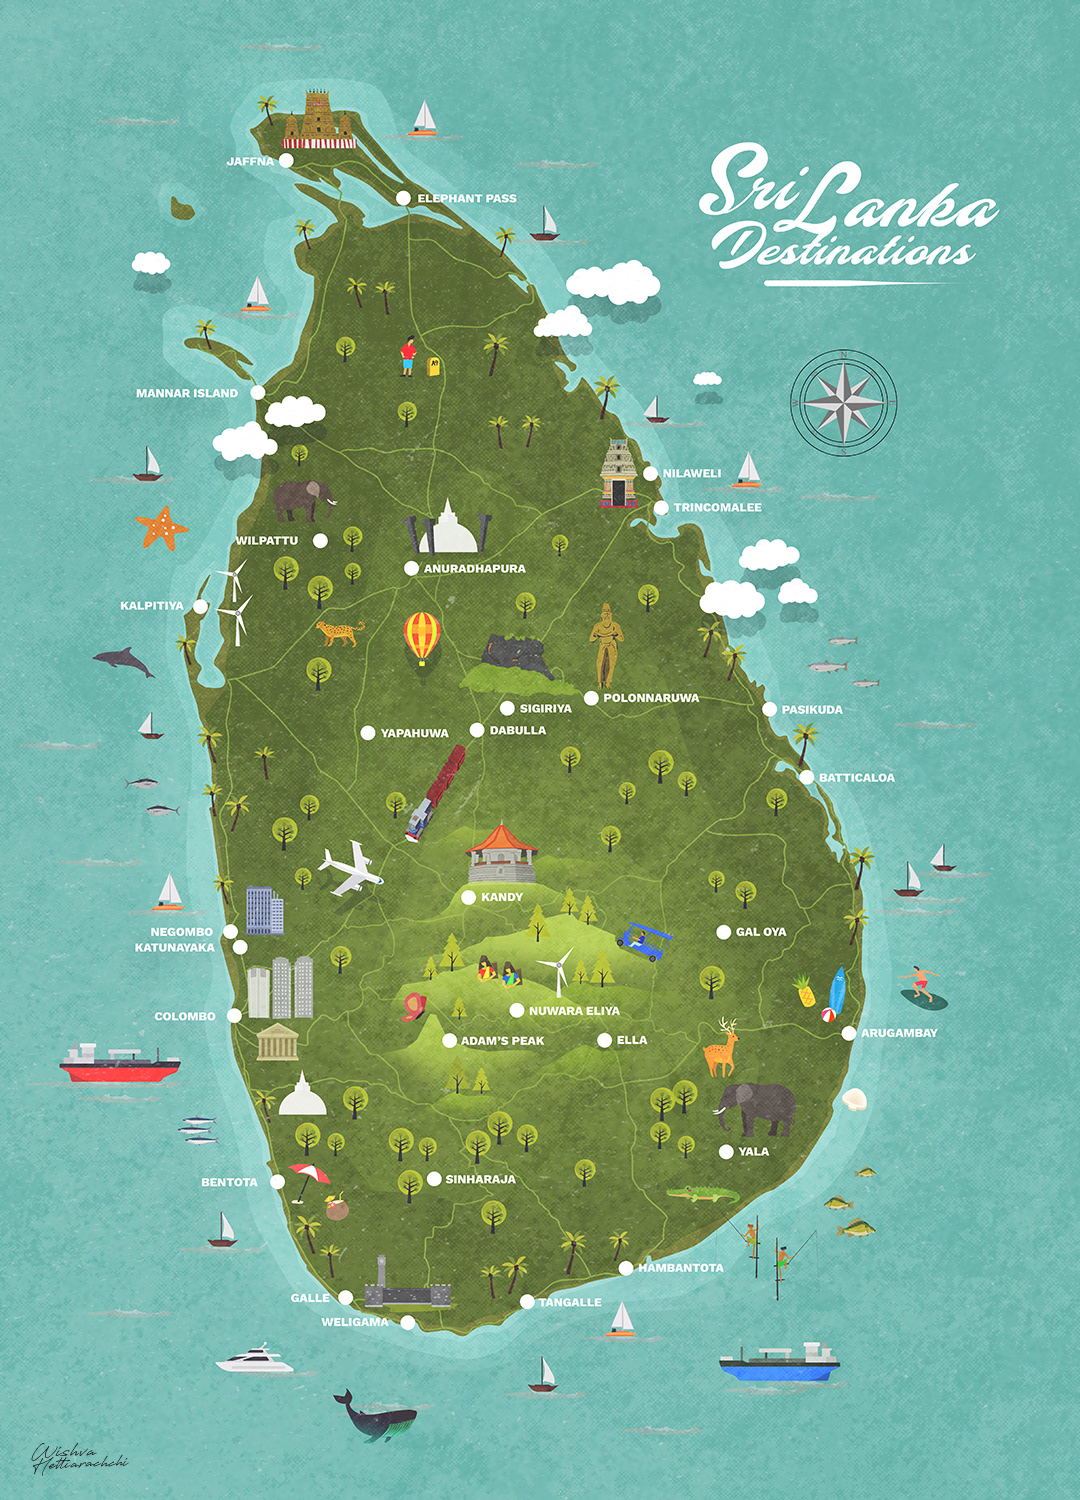 Sri Lanka
Destinations
JAFFNA
ELEPHANT PASS
N
W
E
S
A9
MANNAR ISLAND
NILAWELI
TRINCOMALEE
WILPATTU
ANURADHAPURA
KALPITIYA
POLONNARUWA
SIGIRIYA
PASIKUDA
YAPAHUWA
DABULLA
BATTICALOA
KANDY
NEGOMBO
GAL OYA
KATUNAYAKA
NUWARA ELIYA
COLOMBO
ARUGAMBAY
ADAM'S PEAK
ELLA
YALA
SINHARAJA
BENTOTA
HAMBANTOTA
GALLE
TANGALLE
WELIGAMA
Wishva
Hettiarachchi